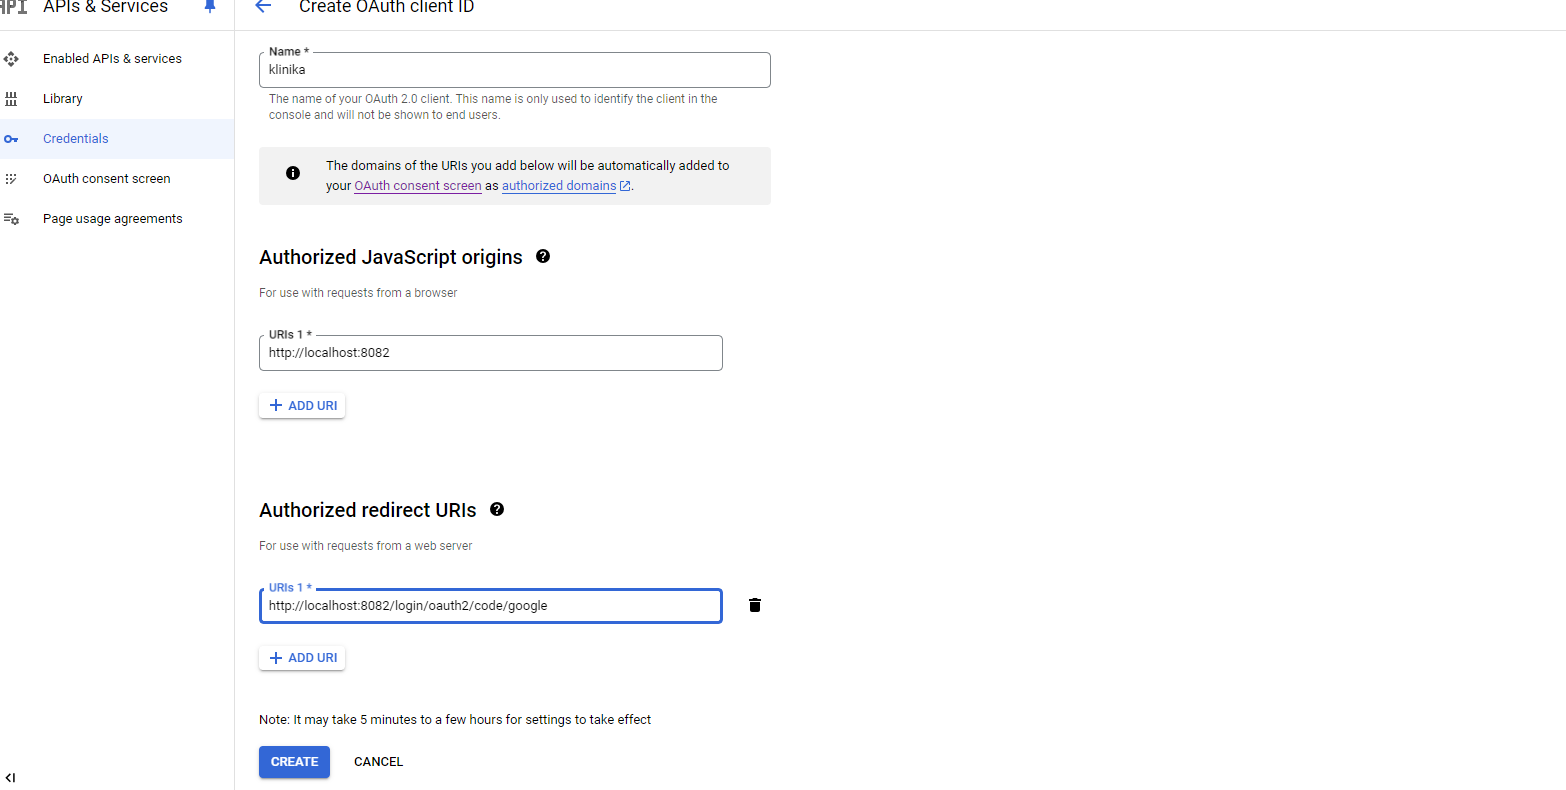 API APIs & Services
Create OAuth client ID
Enabled APIs & services
Library
Credentials
OAuth consent screen
Page usage agreements
Name *
klinika
The name of your OAuth 2.0 client. This name is only used to identify the client in the
console and will not be shown to end users.
The domains of the URIs you add below will be automatically added to
your OAuth consent screen as authorized domains.
Authorized JavaScript origins
For use with requests from a browser
URIs 1 *
http://localhost:8082
ADD URI
Authorized redirect URIs
For use with requests from a web server
URIs 1 *
http://localhost:8082/login/oauth2/code/google
ADD URI
Note: It may take 5 minutes to a few hours for settings to take effect
CREATE CANCEL